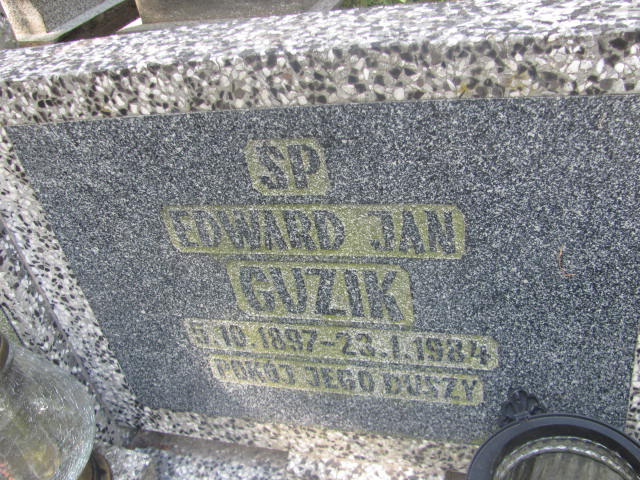 SP
EDWARD JAN
GUZIK
5.10.1897-23.1.1984
POKÓJ JEGO DUSZY